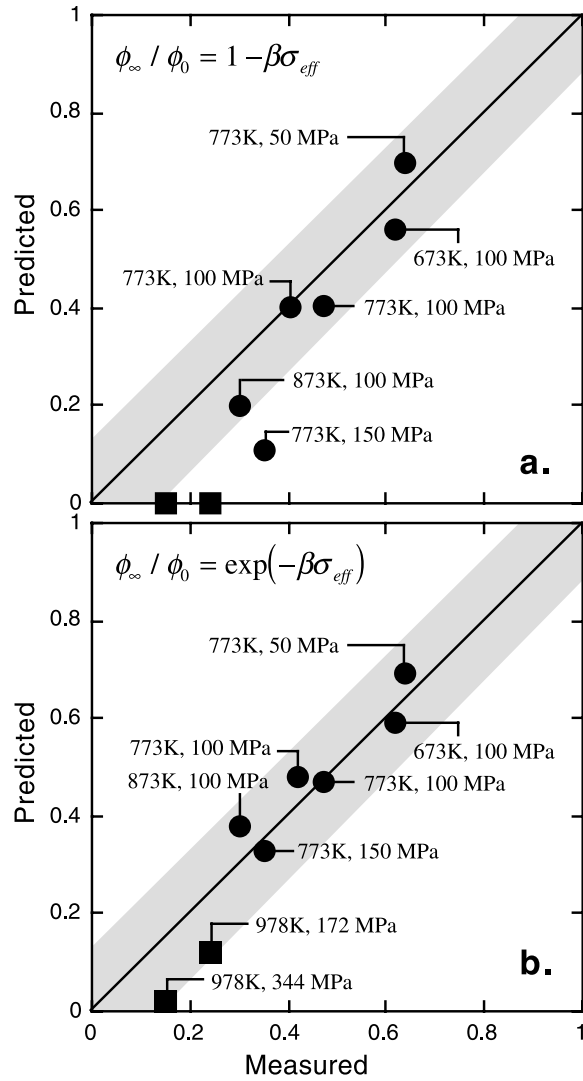 1
ϕ∞ / ϕ0 = 1 − βσeff
0.8
773K, 50 MPa
0.6
673K, 100 MPa
773K, 100 MPa
Predicted
0.4
773K, 100 MPa
873K, 100 MPa
0.2
773K, 150 MPa
a.
0
1
ϕ∞ / ϕ0 = exp(−βσeff)
0.8
773K, 50 MPa
0.6
773K, 100 MPa
673K, 100 MPa
873K, 100 MPa
773K, 100 MPa
Predicted
0.4
773K, 150 MPa
0.2
978K, 172 MPa
b.
978K, 344 MPa
0
0 0.2 0.4 0.6 0.8 1
Measured